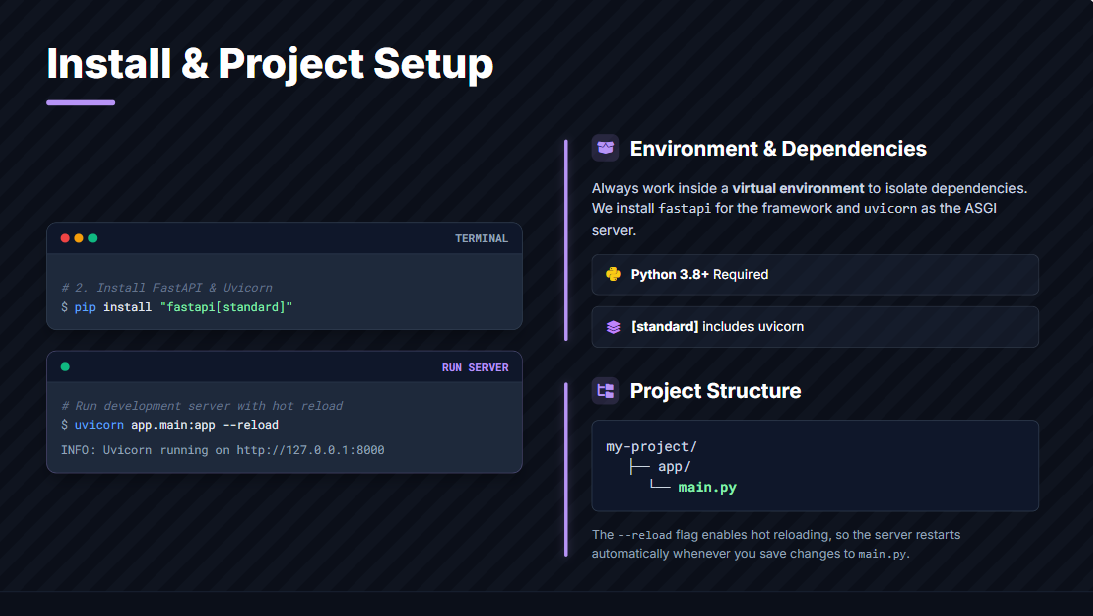 Install & Project Setup
TERMINAL
# 2. Install FastAPI & Uvicorn
$ pip install "fastapi[standard]"
RUN SERVER
# Run development server with hot reload
$ uvicorn app.main:app --reload
INFO: Uvicorn running on http://127.0.0.1:8000
Environment & Dependencies
Always work inside a virtual environment to isolate dependencies.
We install fastapi for the framework and uvicorn as the ASGI
server.
Python 3.8+ Required
[standard] includes uvicorn
Project Structure
my-project/
├── app/
└── main.py
The --reload flag enables hot reloading, so the server restarts
automatically whenever you save changes to main.py.